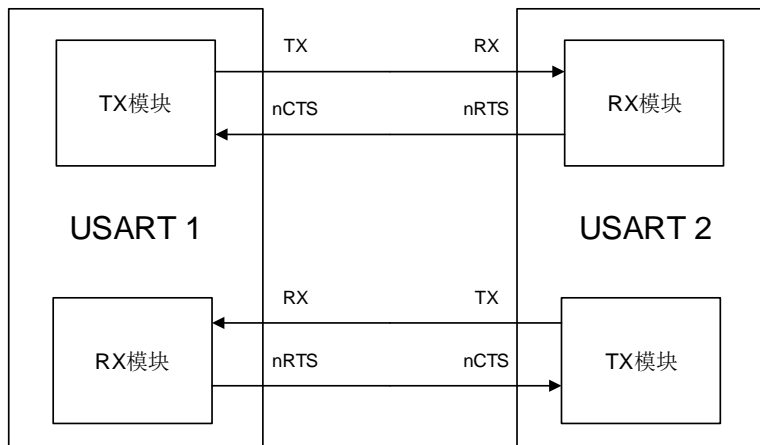 TX RX
TX模块 RX模块
nCTS nRTS
USART 1 USART 2
RX TX
RX模块 TX模块
nRTS nCTS